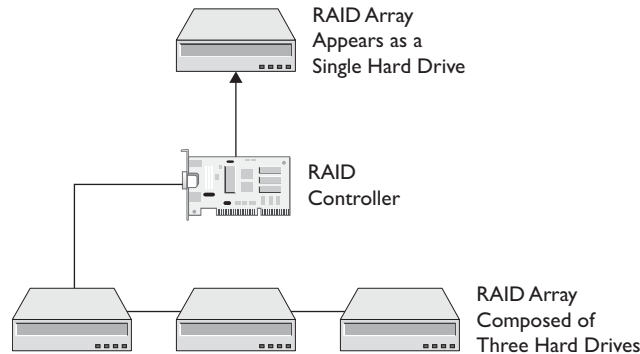 RAID Array
Appears as a
Single Hard Drive
RAID
Controller
RAID Array
Composed of
Three Hard Drives